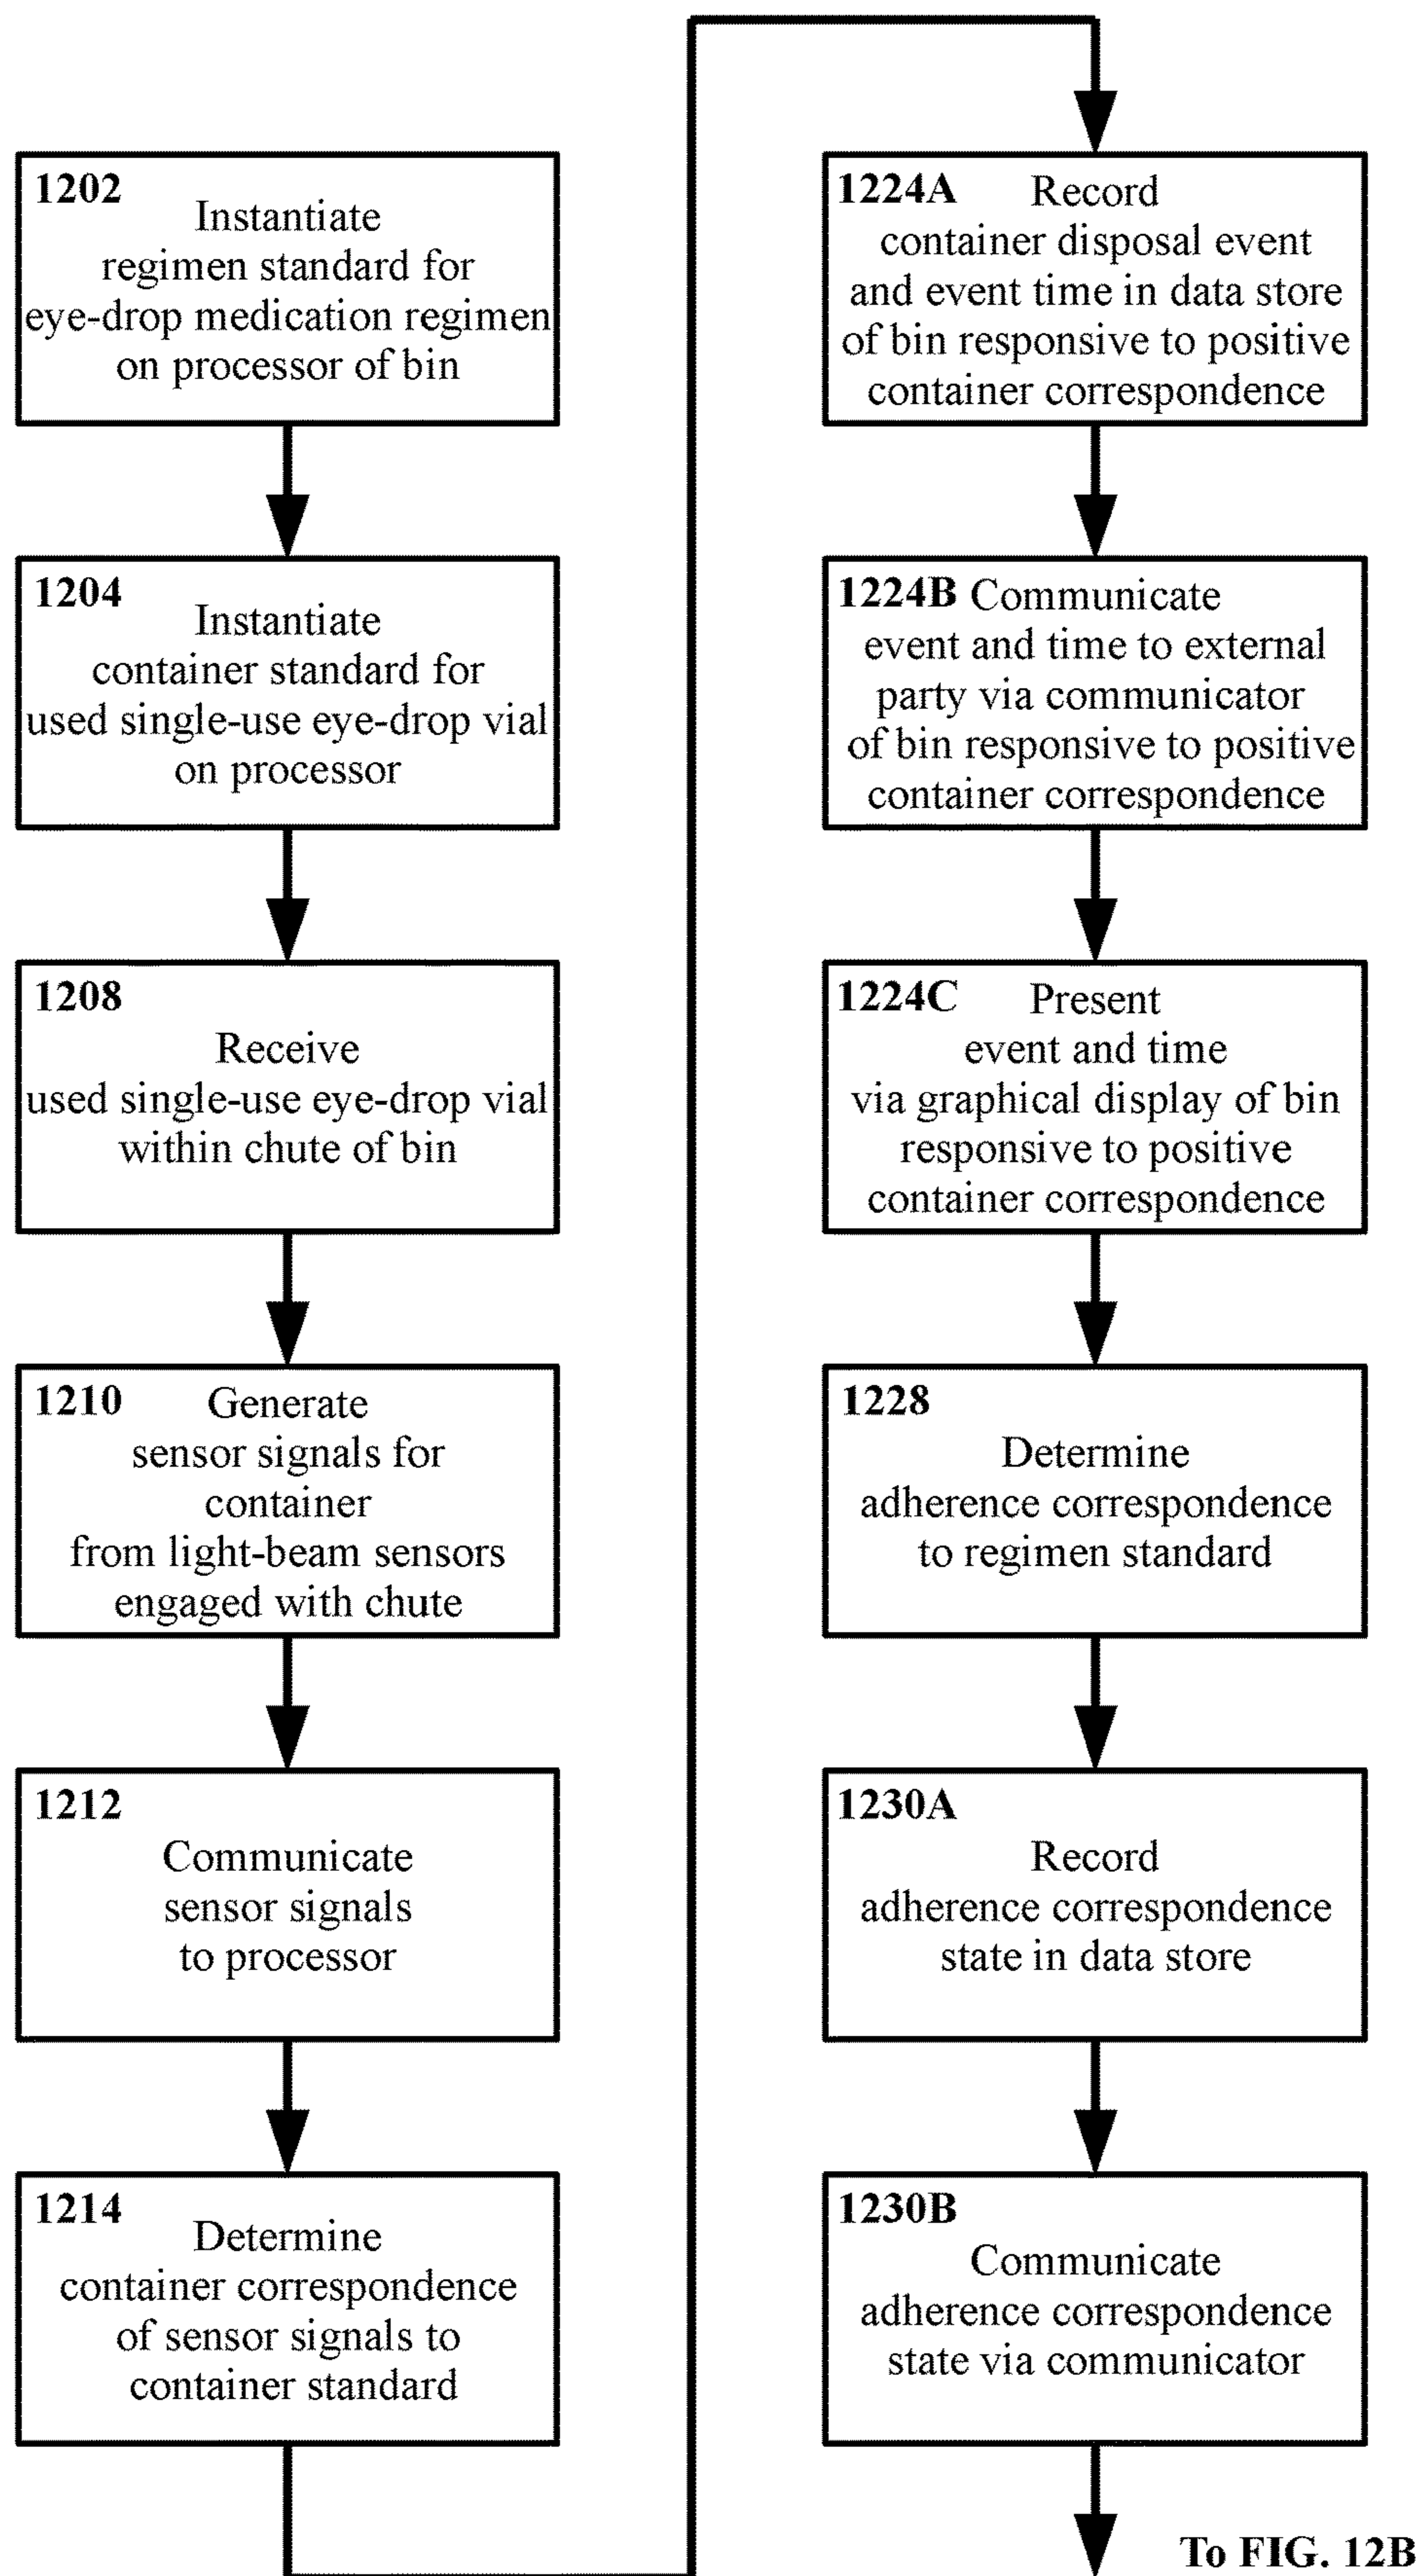 1202
Instantiate
regimen standard for
eye-drop medication regimen
on processor of bin
1204
Instantiate
container standard for
used single-use eye-drop vial
on processor
1208
Receive
used single-use eye-drop vial
within chute of bin
1210 Generate
sensor signals for
container
from light-beam sensors
engaged with chute
1212
Communicate
sensor signals
to processor
1214
Determine
container correspondence
of sensor signals to
container standard
1224A Record
container disposal event
and event time in data store
of bin responsive to positive
container correspondence
1224B Communicate
event and time to external
party via communicator
of bin responsive to positive
container correspondence
1224C Present
event and time
via graphical display of bin
responsive to positive
container correspondence
1228
Determine
adherence correspondence
to regimen standard
1230A
Record
adherence correspondence
state in data store
1230B
Communicate
adherence correspondence
state via communicator
To FIG. 12B